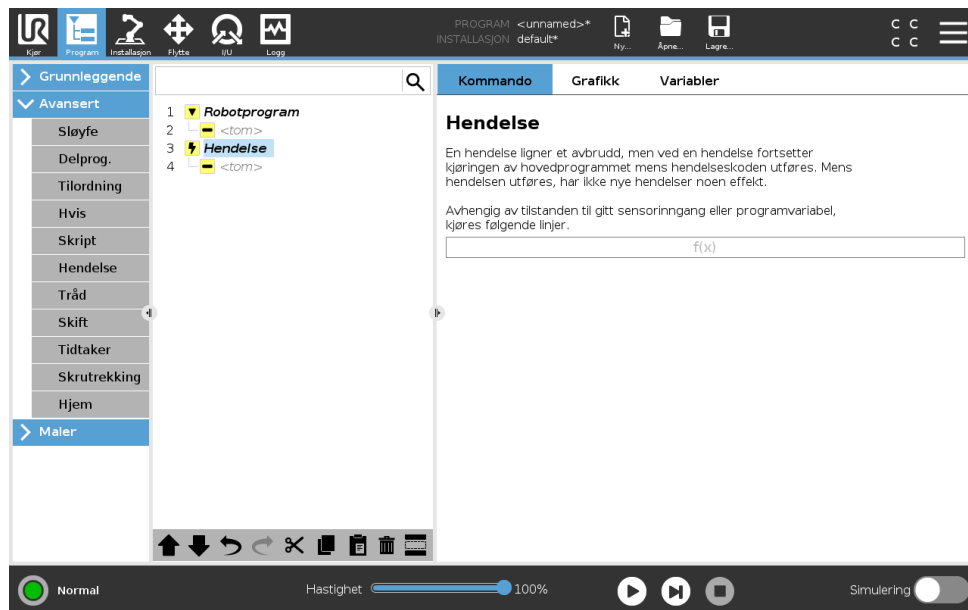 PROGRAM <unnamed>*
INSTALLASJON default*
C C
C C
UR
Kjør
Program
Installasjon
Flytte
I/U
Logg
Ny...
Åpne...
Lagre...
Grunnleggende
Avansert
Sløyfe
Delprog.
Tilordning
Hvis
Skript
Hendelse
Tråd
Skift
Tidtaker
Skrutrekking
Hjem
Maler
1 Robotprogram
2 <tom>
3 Hendelse
4 <tom>
Kommando Grafikk Variabler
Hendelse
En hendelse ligner et avbrudd, men ved en hendelse fortsetter
kjøringen av hovedprogrammet mens hendelseskoden utføres. Mens
hendelsen utføres, har ikke nye hendelser noen effekt.
Avhengig av tilstanden til gitt sensorinngang eller programvariabel,
kjøres følgende linjer.
f(x)
Normal
Hastighet 100%
Simulering